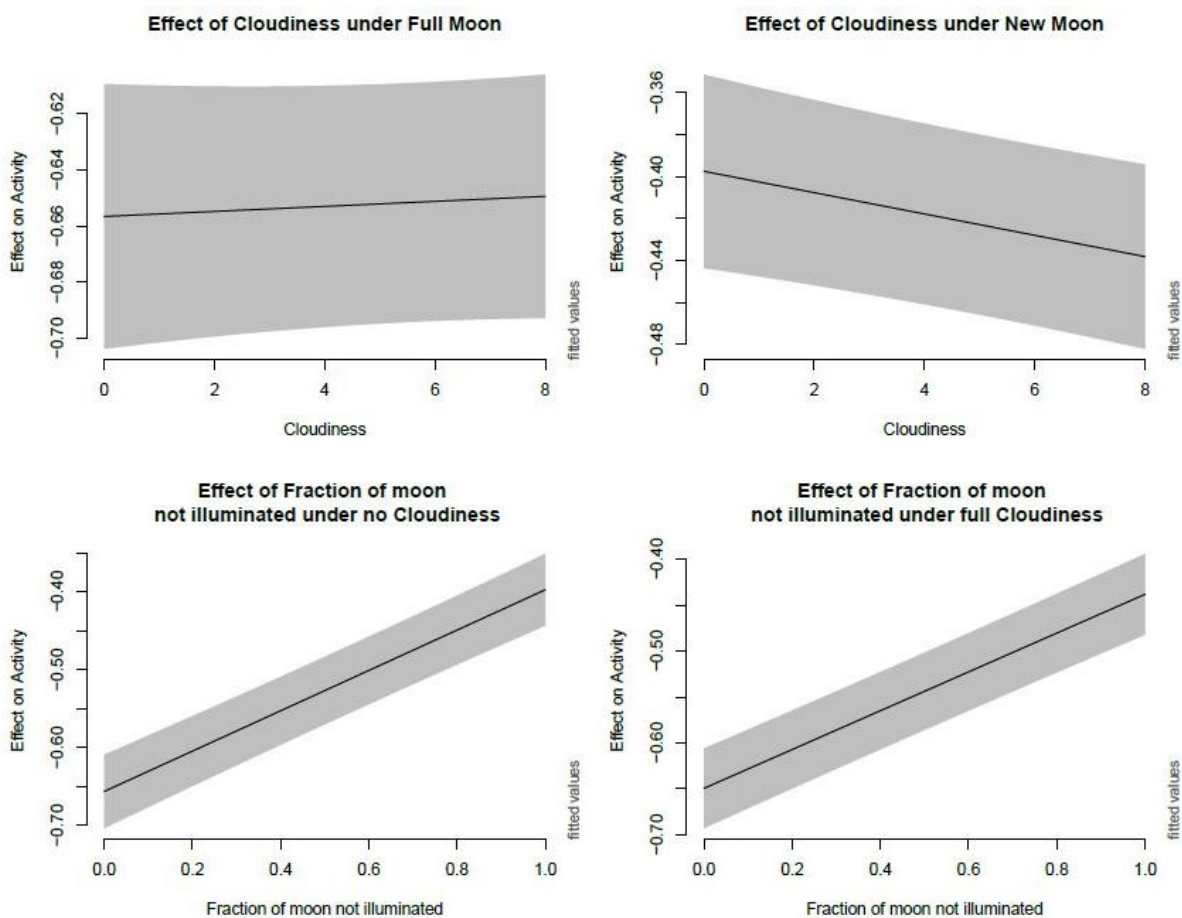 Effect of Cloudiness under Full Moon
Effect on Activity
−0.62
−0.64
−0.66
−0.68
−0.70
0 2 4 6 8
Cloudiness
fitted values
Effect of Cloudiness under New Moon
Effect on Activity
−0.36
−0.40
−0.44
−0.48
0 2 4 6 8
Cloudiness
fitted values
Effect of Fraction of moon
not illuminated under no Cloudiness
Effect on Activity
−0.40
−0.50
−0.60
−0.70
0.0 0.2 0.4 0.6 0.8 1.0
Fraction of moon not illuminated
fitted values
Effect of Fraction of moon
not illuminated under full Cloudiness
Effect on Activity
−0.40
−0.50
−0.60
−0.70
0.0 0.2 0.4 0.6 0.8 1.0
Fraction of moon not illuminated
fitted values